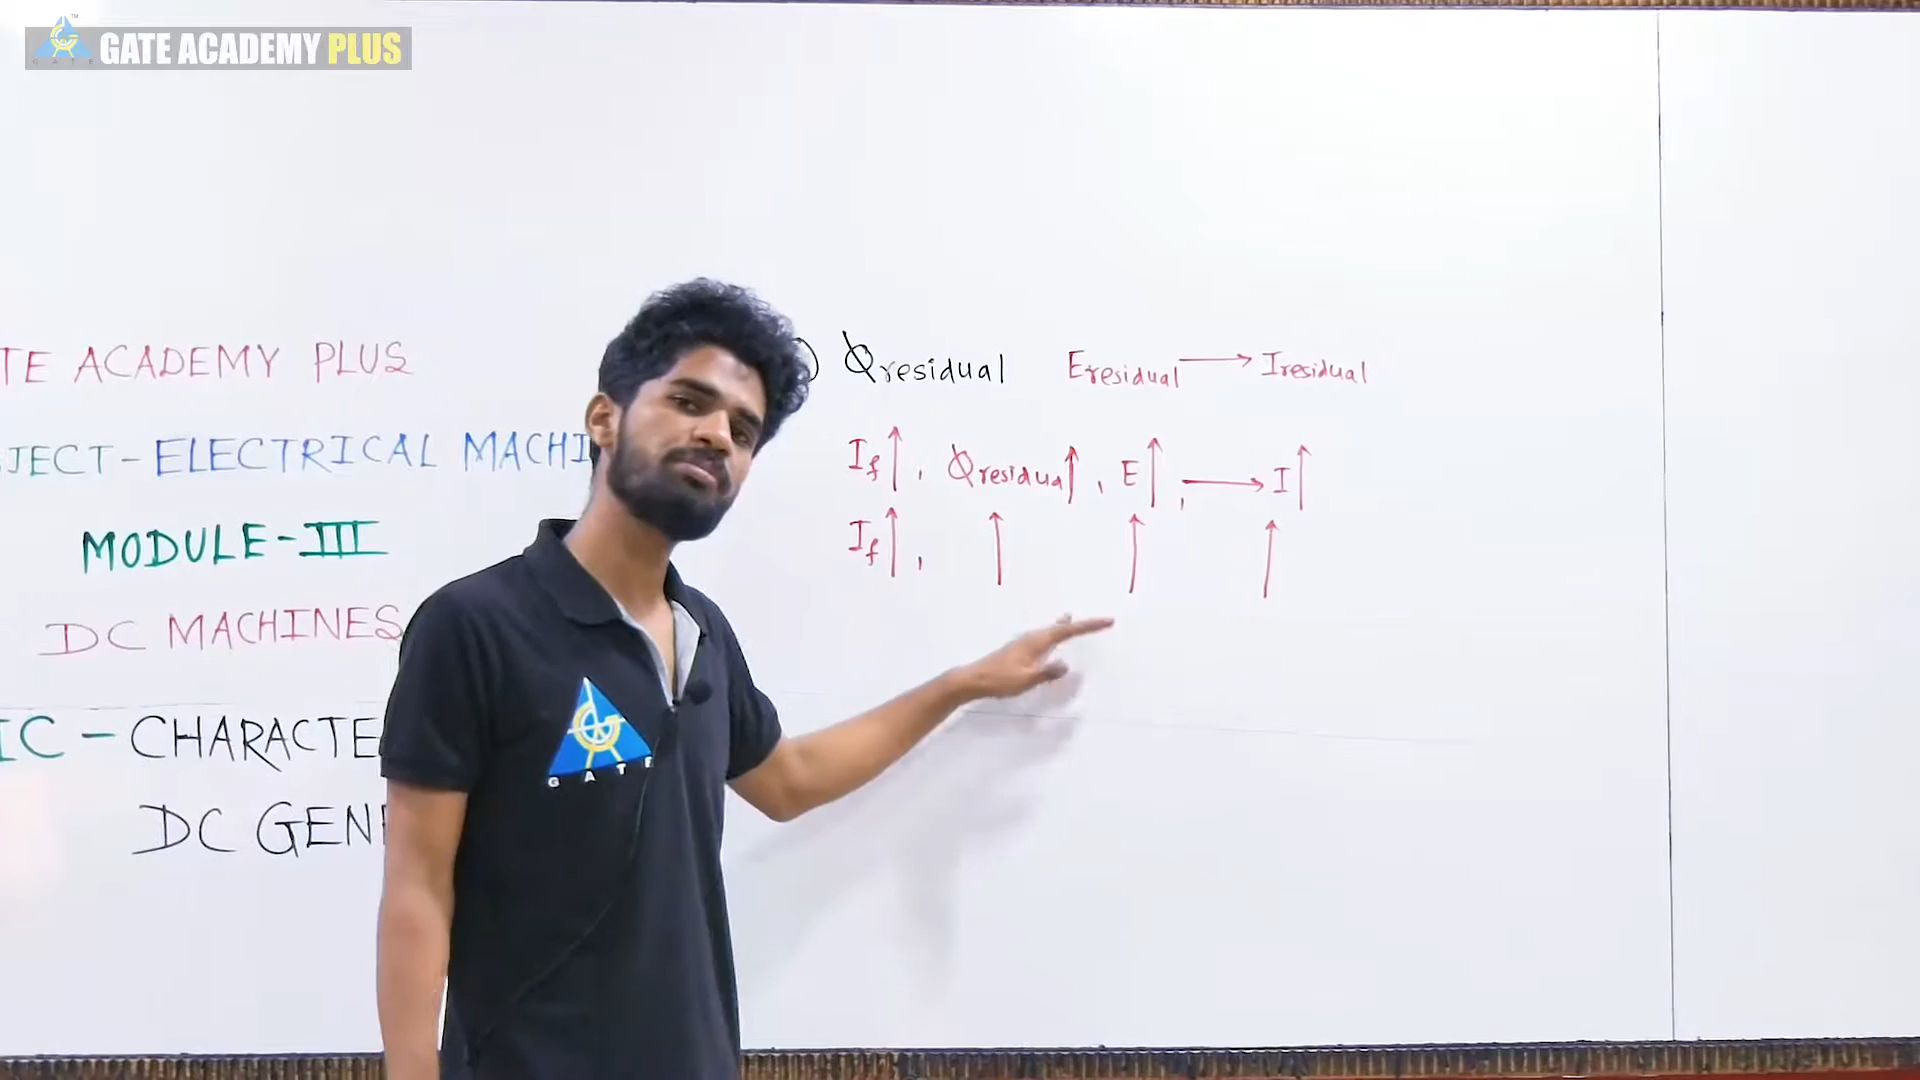 GATE ACADEMY PLUS
TE ACADEMY PLUS
JECT - ELECTRICAL MACHI
MODULE - III
DC MACHINES
IC - CHARACTE
DC GEN
) ϕresidual Eresidual → Iresidual
If ↑, ϕresidual ↑, E ↑, → I ↑
If ↑, ↑ ↑ ↑
GATE